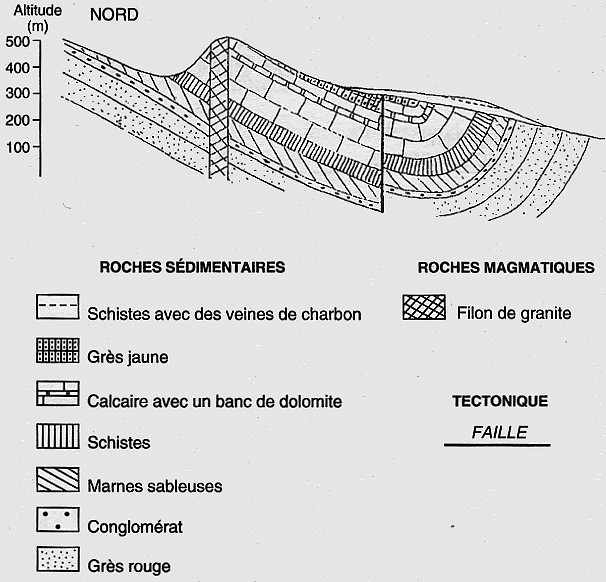 Altitude
(m)
NORD
500
400
300
200
100
ROCHES SÉDIMENTAIRES
Schistes avec des veines de charbon
Grès jaune
Calcaire avec un banc de dolomite
Schistes
Marnes sableuses
Conglomérat
Grès rouge
ROCHES MAGMATIQUES
Filon de granite
TECTONIQUE
FAILLE